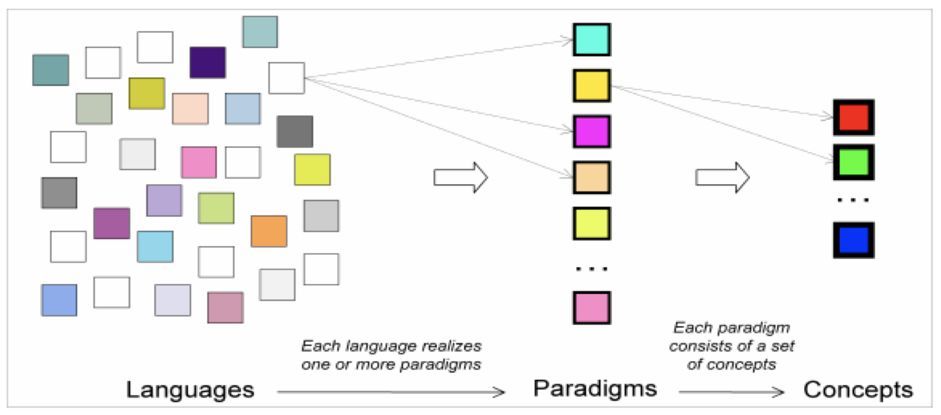 ...
...
Each language realizes
one or more paradigms
Each paradigm
consists of a set
of concepts
Languages
Paradigms
Concepts